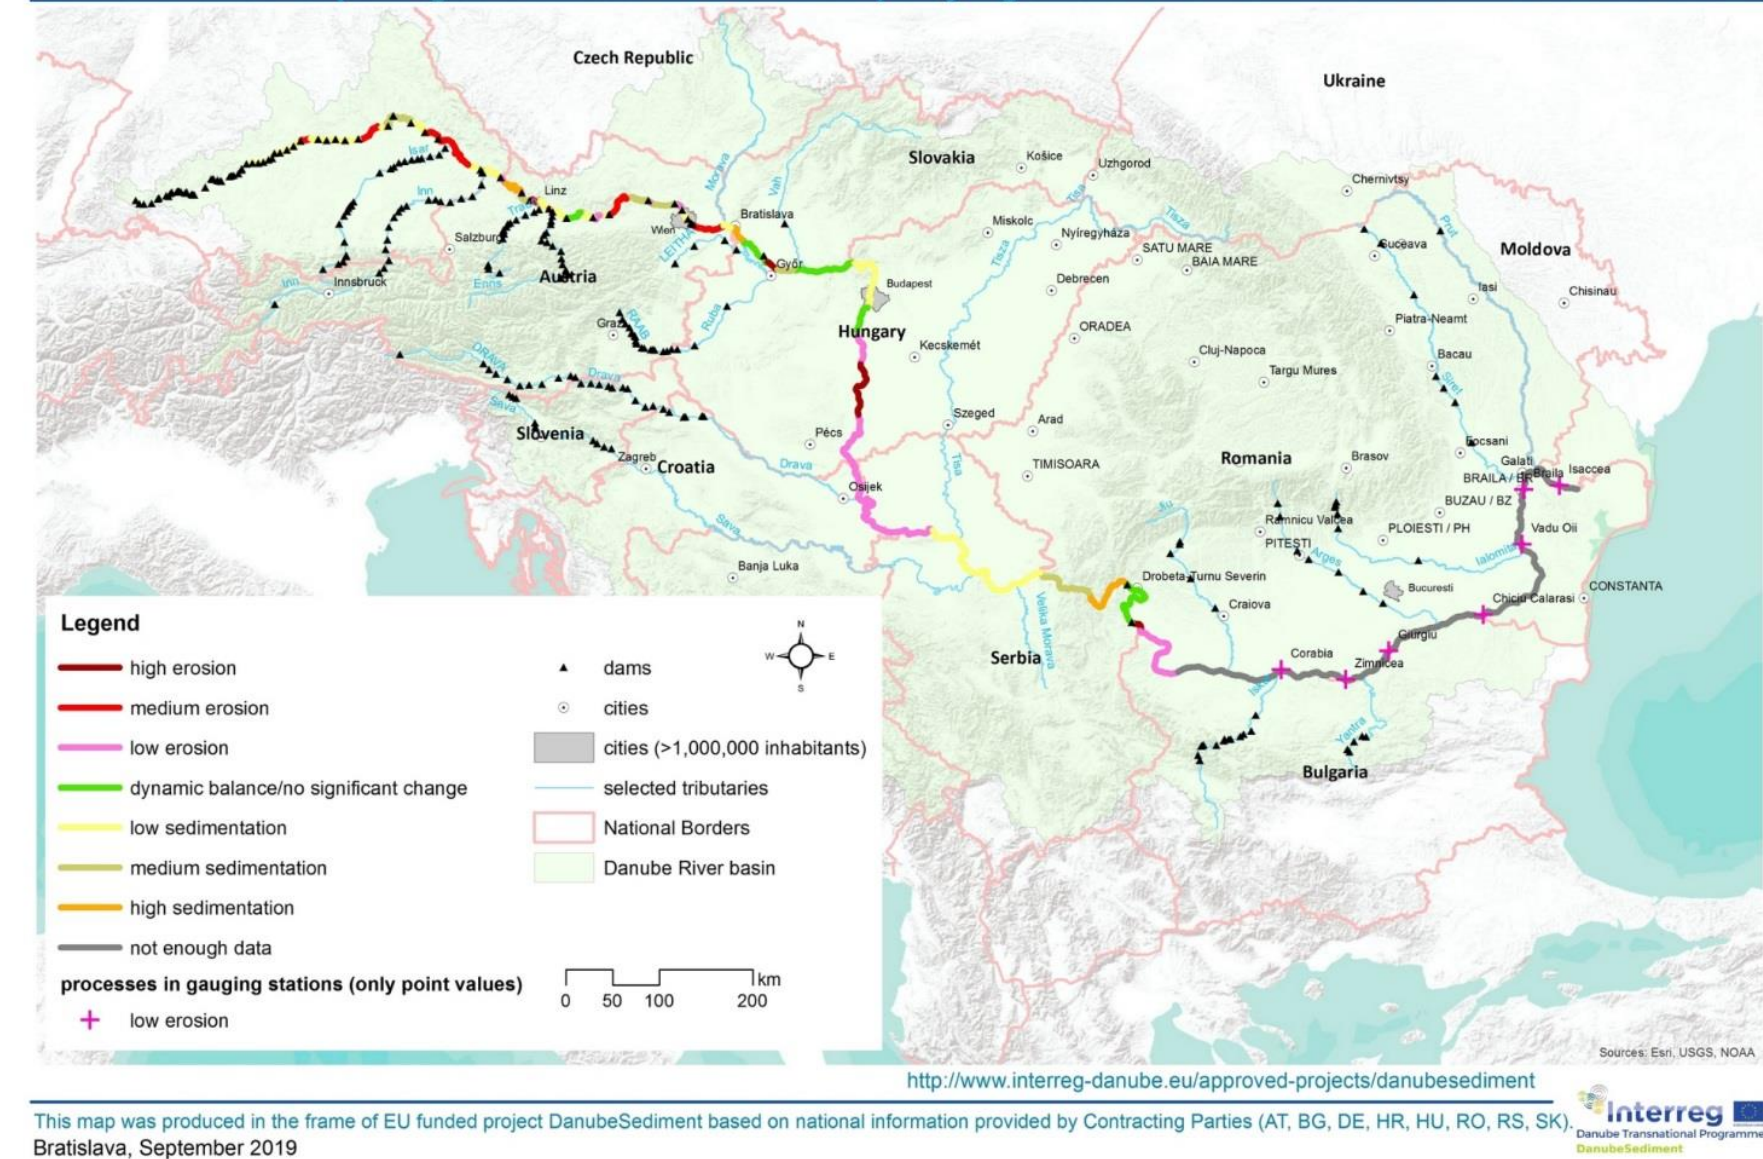 Czech Republic
Ukraine
Slovakia
Košice
Uzhgorod
Chernivtsy
Isar
Inn
Linz
Traun
Morava
Vah
Bratislava
Wien
LEITHA
Miskolc
Tisa
Tisza
Tisza
Nyíregyháza
SATU MARE
BAIA MARE
Prut
Suceava
Moldova
Salzburg
Austria
Győr
Inn
Innsbruck
Enns
Budapest
Debrecen
Iasi
Chisinau
Graz
RAAB
Raba
Hungary
Kecskemét
ORADEA
Piatra-Neamt
Cluj-Napoca
Bacau
Targu Mures
Siret
DRAVA
Drava
Sava
Slovenia
Szeged
Arad
Pécs
Zagreb
Croatia
Drava
Tisa
TIMISOARA
Romania
Brasov
Focsani
Galati
Braila
Isaccea
BRAILA / BR
Osijek
BUZAU / BZ
Sava
Jiu
Ramnicu Valcea
PLOIESTI / PH
Vadu Oii
PITESTI
Arges
Ialomita
Banja Luka
Drobeta-Turnu Severin
Bucuresti
Chiciu Calarasi
CONSTANTA
Craiova
Velika Morava
Giurgiu
Serbia
Corabia
Zimnicea
Yantra
Bulgaria
Legend
N
W
E
S
high erosion
dams
medium erosion
cities
low erosion
cities (>1,000,000 inhabitants)
dynamic balance/no significant change
selected tributaries
low sedimentation
National Borders
medium sedimentation
Danube River basin
high sedimentation
not enough data
processes in gauging stations (only point values)
km
0 50 100 200
low erosion
Sources: Esri, USGS, NOAA
http://www.interreg-danube.eu/approved-projects/danubesediment
This map was produced in the frame of EU funded project DanubeSediment based on national information provided by Contracting Parties (AT, BG, DE, HR, HU, RO, RS, SK).
Bratislava, September 2019
Interreg
Danube Transnational Programme
DanubeSediment